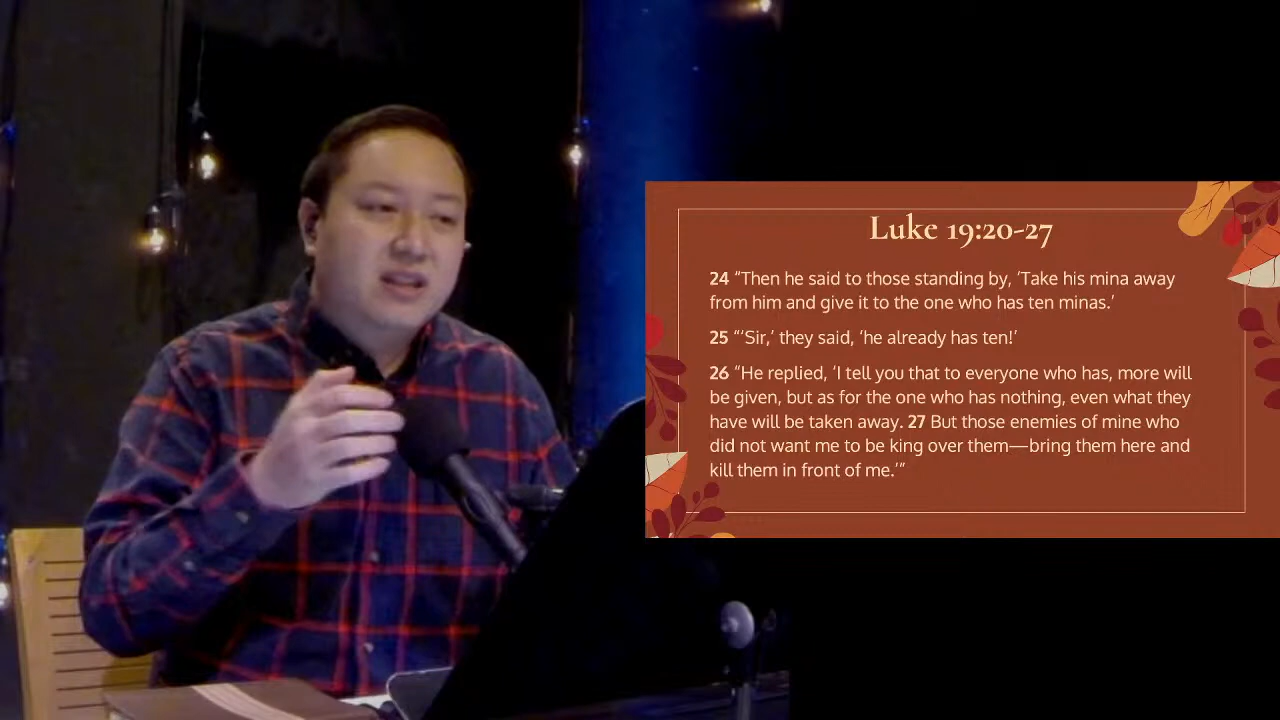 Luke 19:20-27
24 “Then he said to those standing by, ‘Take his mina away
from him and give it to the one who has ten minas.’
25 “‘Sir,’ they said, ‘he already has ten!’
26 “He replied, ‘I tell you that to everyone who has, more will
be given, but as for the one who has nothing, even what they
have will be taken away. 27 But those enemies of mine who
did not want me to be king over them—bring them here and
kill them in front of me.’”